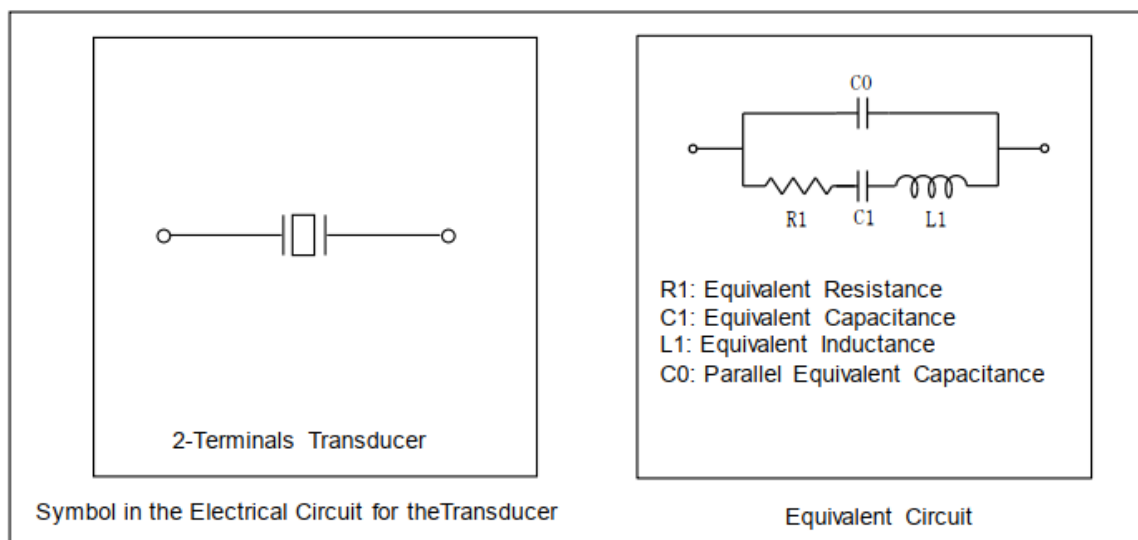 2-Terminals Transducer
Symbol in the Electrical Circuit for theTransducer
C0
R1 C1 L1
R1: Equivalent Resistance
C1: Equivalent Capacitance
L1: Equivalent Inductance
C0: Parallel Equivalent Capacitance
Equivalent Circuit